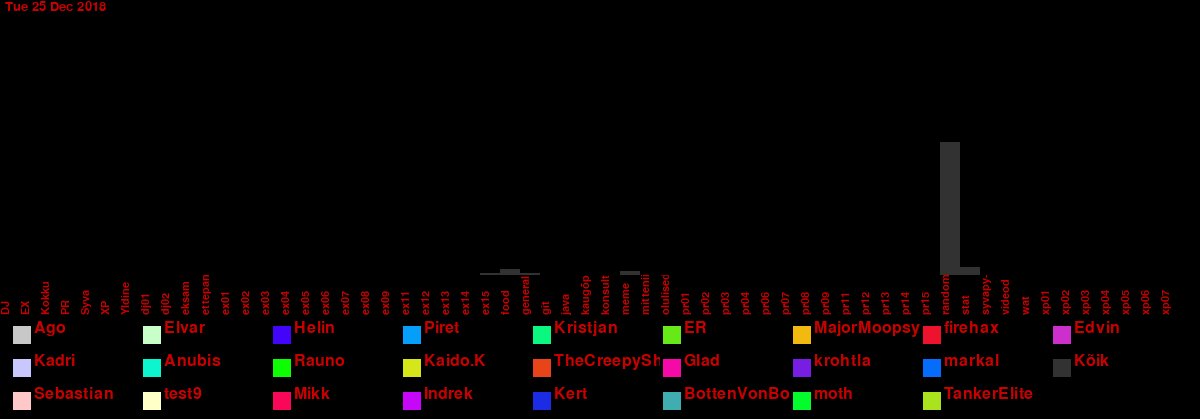 Tue 25 Dec 2018
DJ EX Kokku PR Syva XP Yldine dj01 dj02 eksam ettepan ex01 ex02 ex03 ex04 ex05 ex06 ex07 ex08 ex09 ex11 ex12 ex13 ex14 ex15 food general git java kaugõp konsult meme mittenii olulised pr01 pr02 pr03 pr04 pr06 pr07 pr08 pr09 pr11 pr12 pr13 pr14 pr15 random stat syvapy- videod wat xp01 xp02 xp03 xp04 xp05 xp06 xp07
Ago Elvar Helin Piret Kristjan ER MajorMoopsy firehax Edvin
Kadri Anubis Rauno Kaido.K TheCreepySh Glad krohtla markal Kõik
Sebastian test9 Mikk Indrek Kert BottenVonBo moth TankerElite